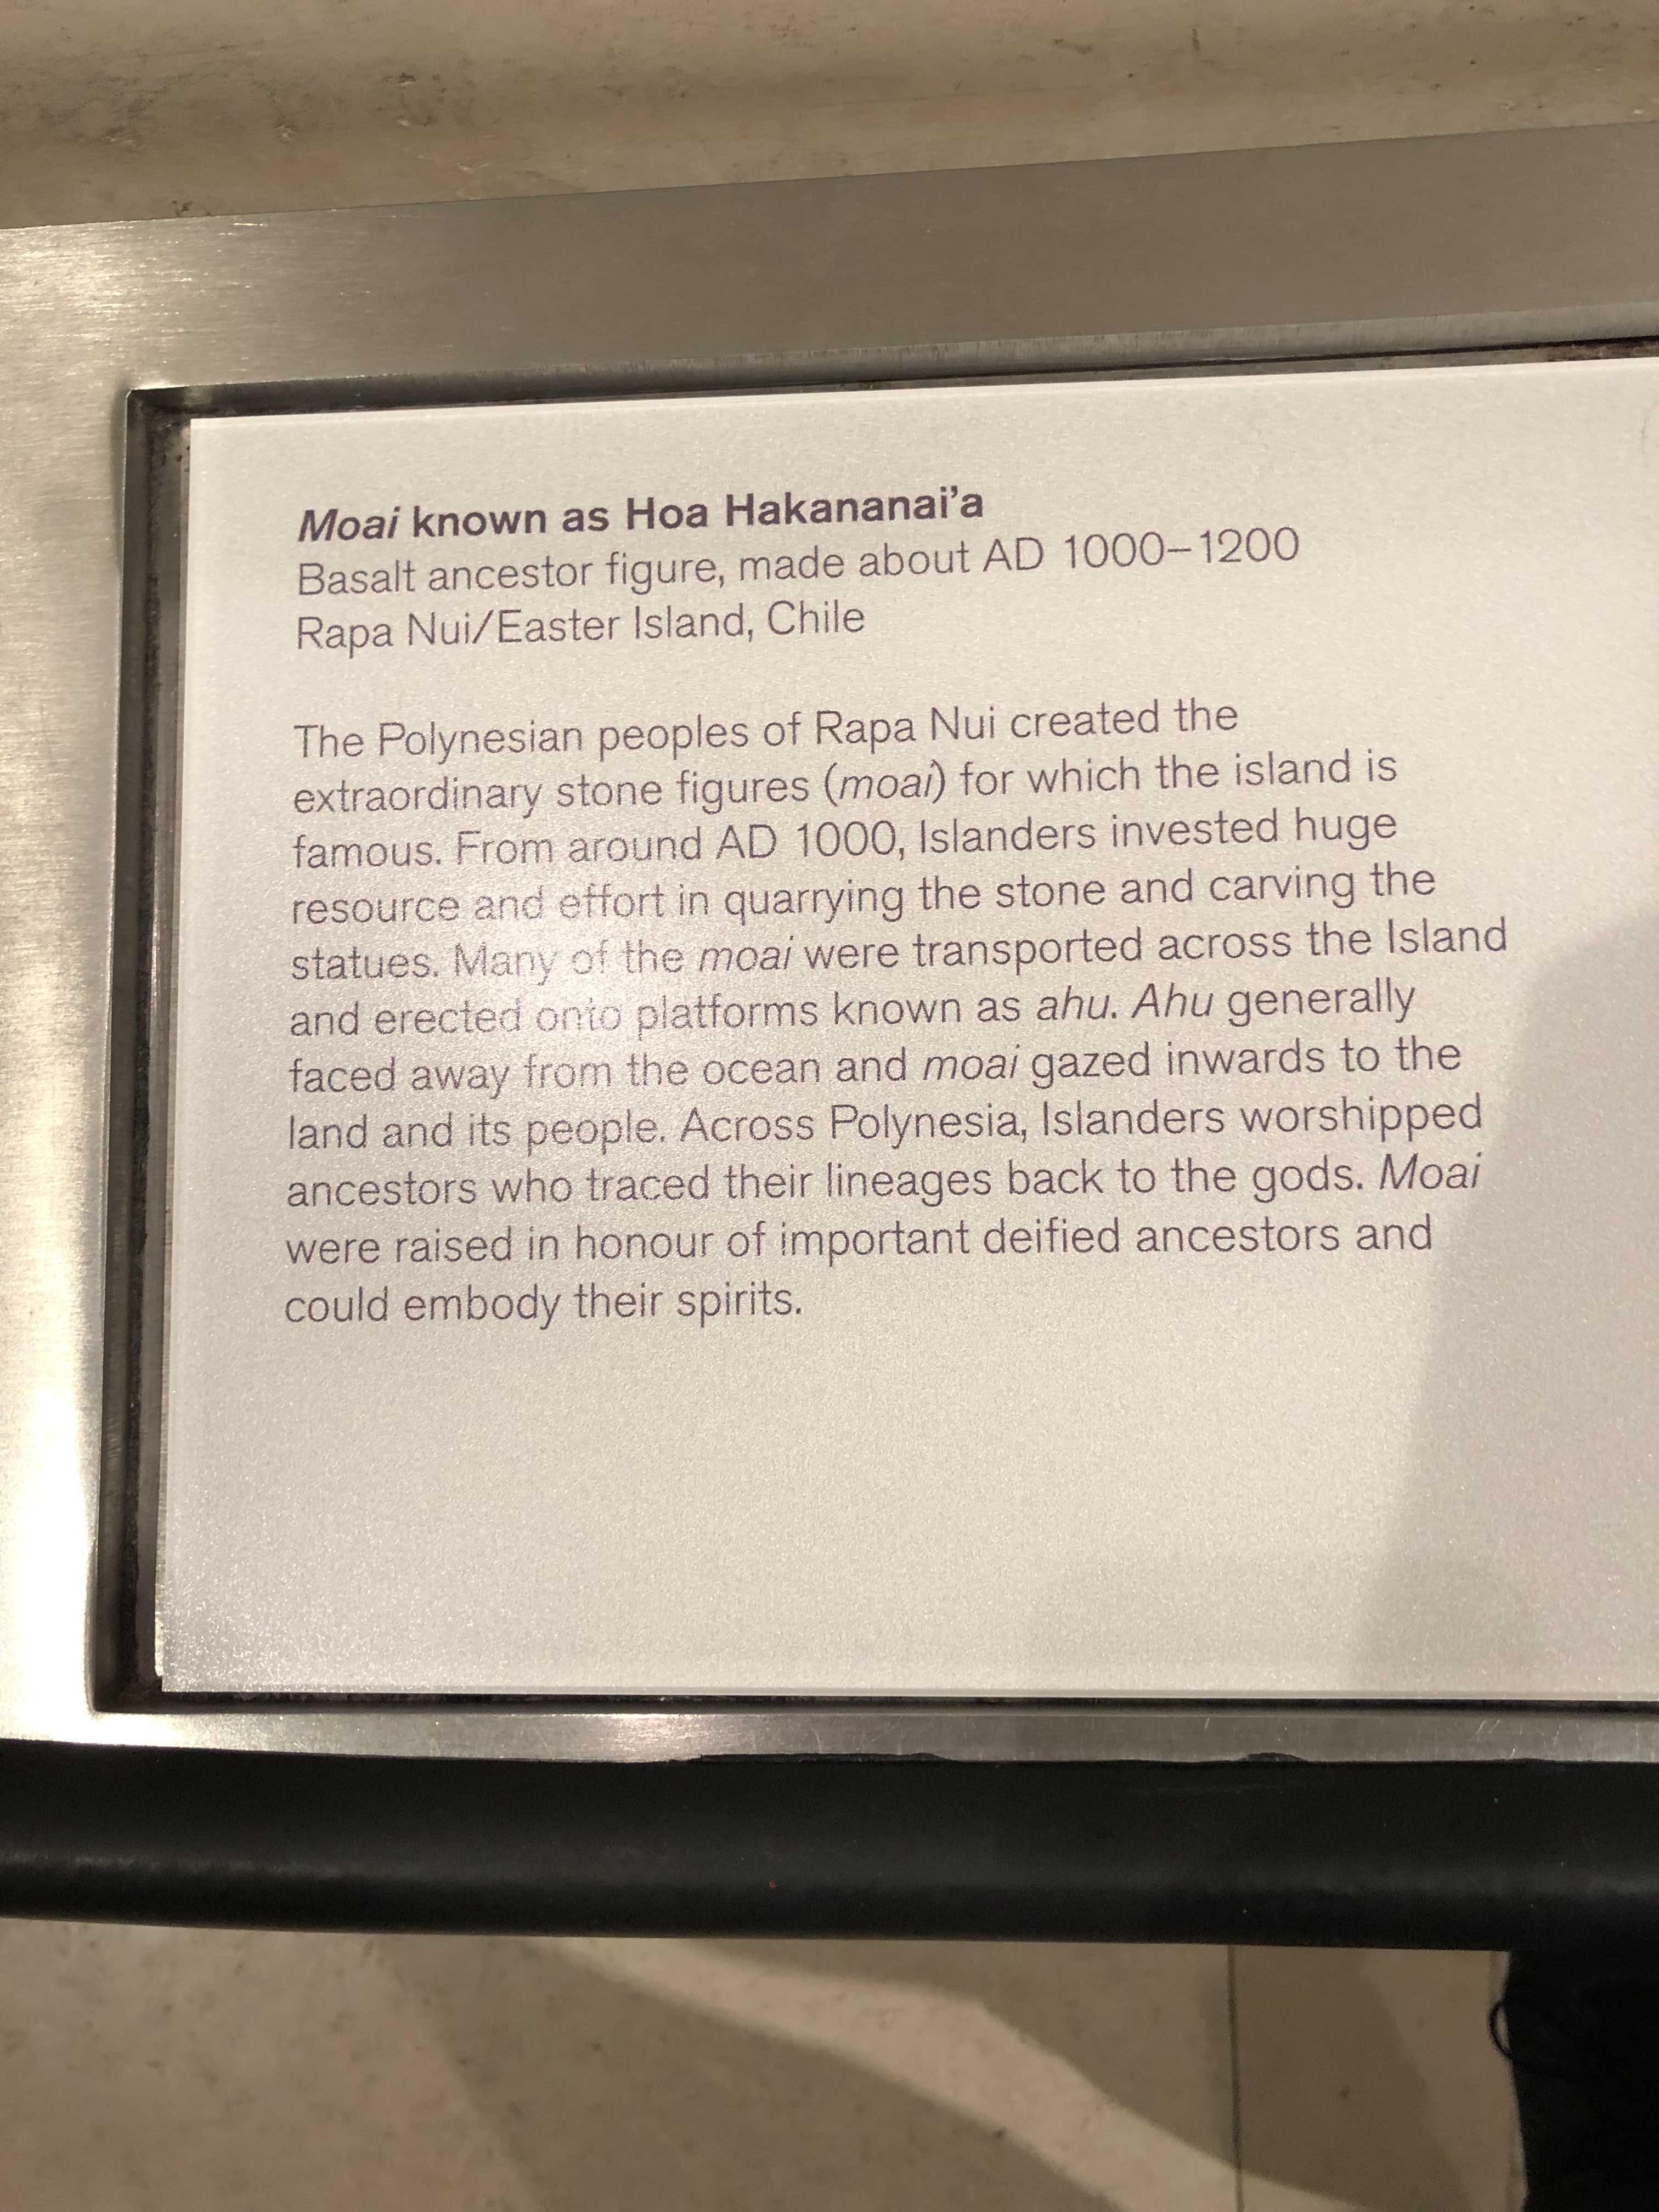 Moai known as Hoa Hakananai’a
Basalt ancestor figure, made about AD 1000–1200
Rapa Nui/Easter Island, Chile
The Polynesian peoples of Rapa Nui created the
extraordinary stone figures (moai) for which the island is
famous. From around AD 1000, Islanders invested huge
resource and effort in quarrying the stone and carving the
statues. Many of the moai were transported across the Island
and erected onto platforms known as ahu. Ahu generally
faced away from the ocean and moai gazed inwards to the
land and its people. Across Polynesia, Islanders worshipped
ancestors who traced their lineages back to the gods. Moai
were raised in honour of important deified ancestors and
could embody their spirits.